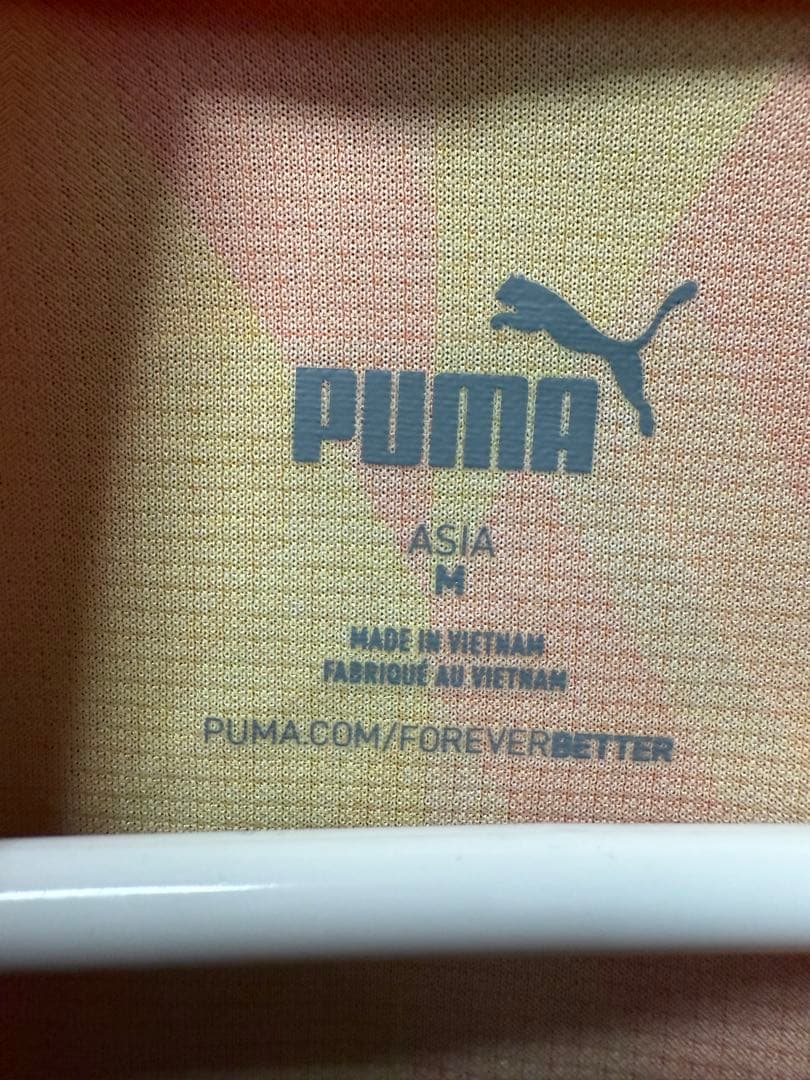 PUMA
ASIA
M
MADE IN VIETNAM
FABRIQUÉ AU VIETNAM
PUMA.COM/FOREVERBETTER